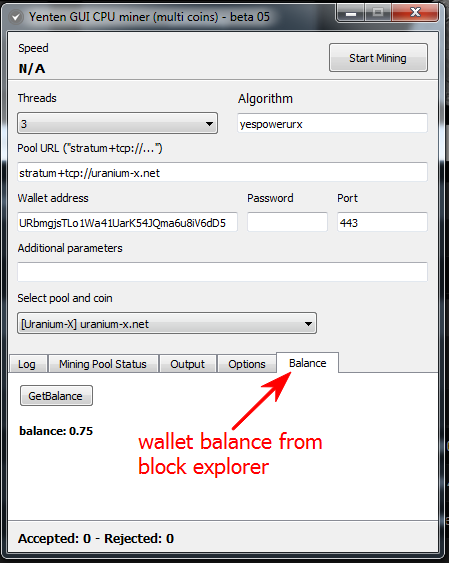 Yenten GUI CPU miner (multi coins) - beta 05
Speed
N/A
Start Mining
Threads
Algorithm
3
yespowerurx
Pool URL ("stratum+tcp://...")
stratum+tcp://uranium-x.net
Wallet address
Password
Port
URbmgjsTLo1Wa41UarK54JQma6u8iV6dD5
443
Additional parameters
Select pool and coin
[Uranium-X] uranium-x.net
Log
Mining Pool Status
Output
Options
Balance
GetBalance
balance: 0.75
wallet balance from
block explorer
Accepted: 0 - Rejected: 0